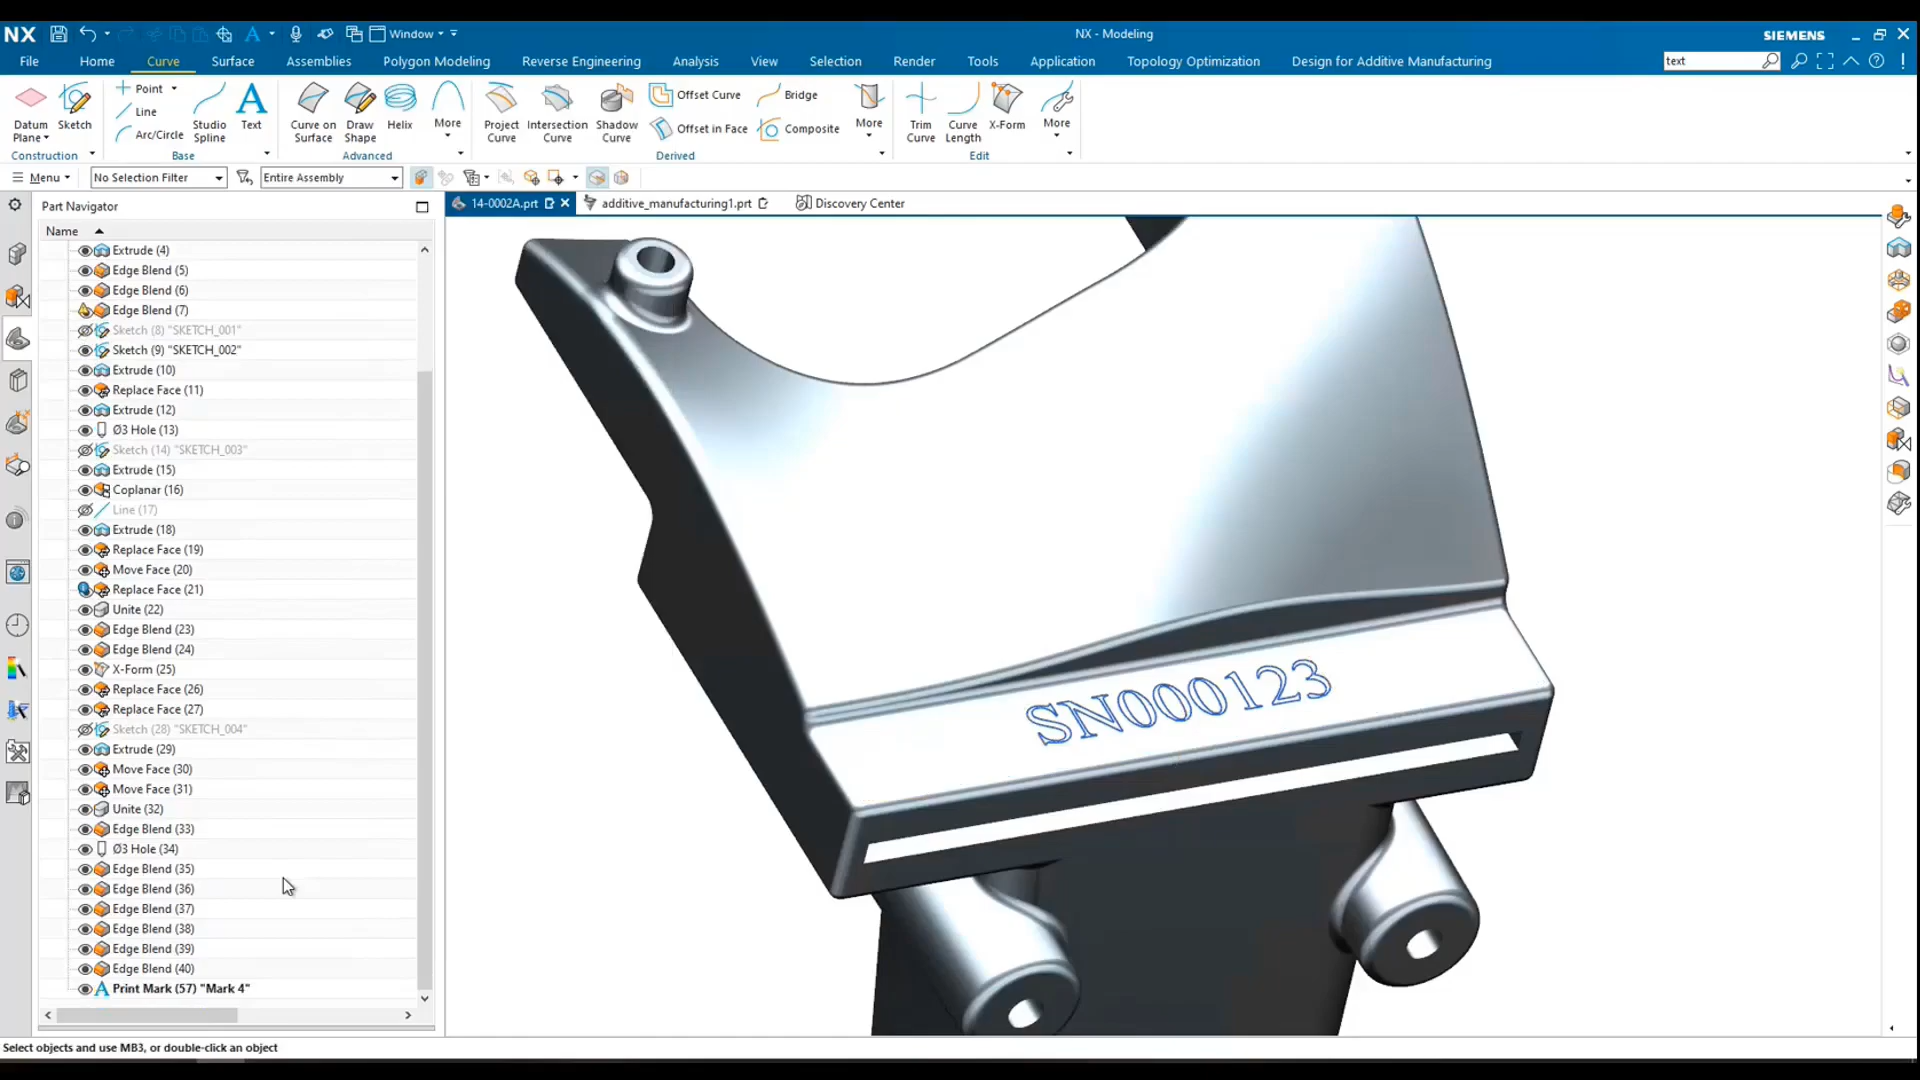 NX
Window
NX - Modeling
SIEMENS
File
Home
Curve
Surface
Assemblies
Polygon Modeling
Reverse Engineering
Analysis
View
Selection
Render
Tools
Application
Topology Optimization
Design for Additive Manufacturing
text
Datum Plane
Sketch
Point
Line
Arc/Circle
Studio Spline
Text
Curve on Surface
Draw Shape
Helix
More
Project Curve
Intersection Curve
Shadow Curve
Offset Curve
Offset in Face
Bridge
Composite
More
Trim Curve
Curve Length
X-Form
More
Construction
Base
Advanced
Derived
Edit
Menu
No Selection Filter
Entire Assembly
Part Navigator
14-0002A.prt
additive_manufacturing1.prt
Discovery Center
Name
Extrude (4)
Edge Blend (5)
Edge Blend (6)
Edge Blend (7)
Sketch (8) "SKETCH_001"
Sketch (9) "SKETCH_002"
Extrude (10)
Replace Face (11)
Extrude (12)
Ø3 Hole (13)
Sketch (14) "SKETCH_003"
Extrude (15)
Coplanar (16)
Line (17)
Extrude (18)
Replace Face (19)
Move Face (20)
Replace Face (21)
Unite (22)
Edge Blend (23)
Edge Blend (24)
X-Form (25)
Replace Face (26)
Replace Face (27)
Sketch (28) "SKETCH_004"
Extrude (29)
Move Face (30)
Move Face (31)
Unite (32)
Edge Blend (33)
Ø3 Hole (34)
Edge Blend (35)
Edge Blend (36)
Edge Blend (37)
Edge Blend (38)
Edge Blend (39)
Edge Blend (40)
Print Mark (57) "Mark 4"
SN000123
Select objects and use MB3, or double-click an object